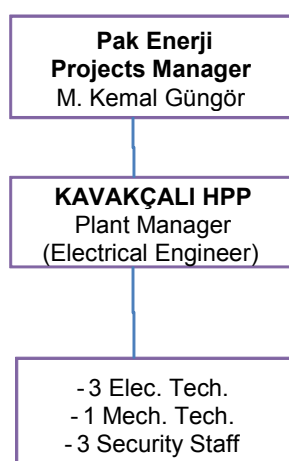 Pak Enerji
Projects Manager
M. Kemal Güngör
KAVAKÇALI HPP
Plant Manager
(Electrical Engineer)
- 3 Elec. Tech.
- 1 Mech. Tech.
- 3 Security Staff